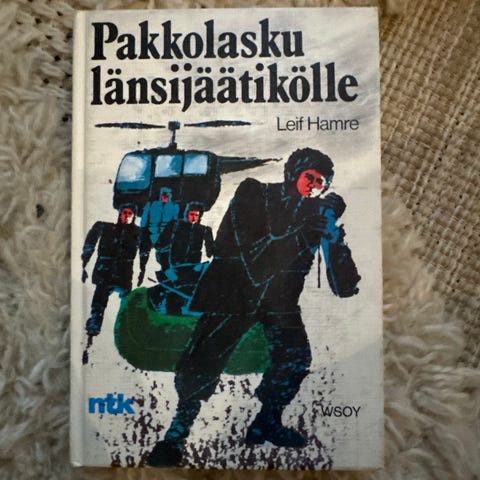 Pakkolasku
länsijäätikölle
Leif Hamre
ntk
WSOY